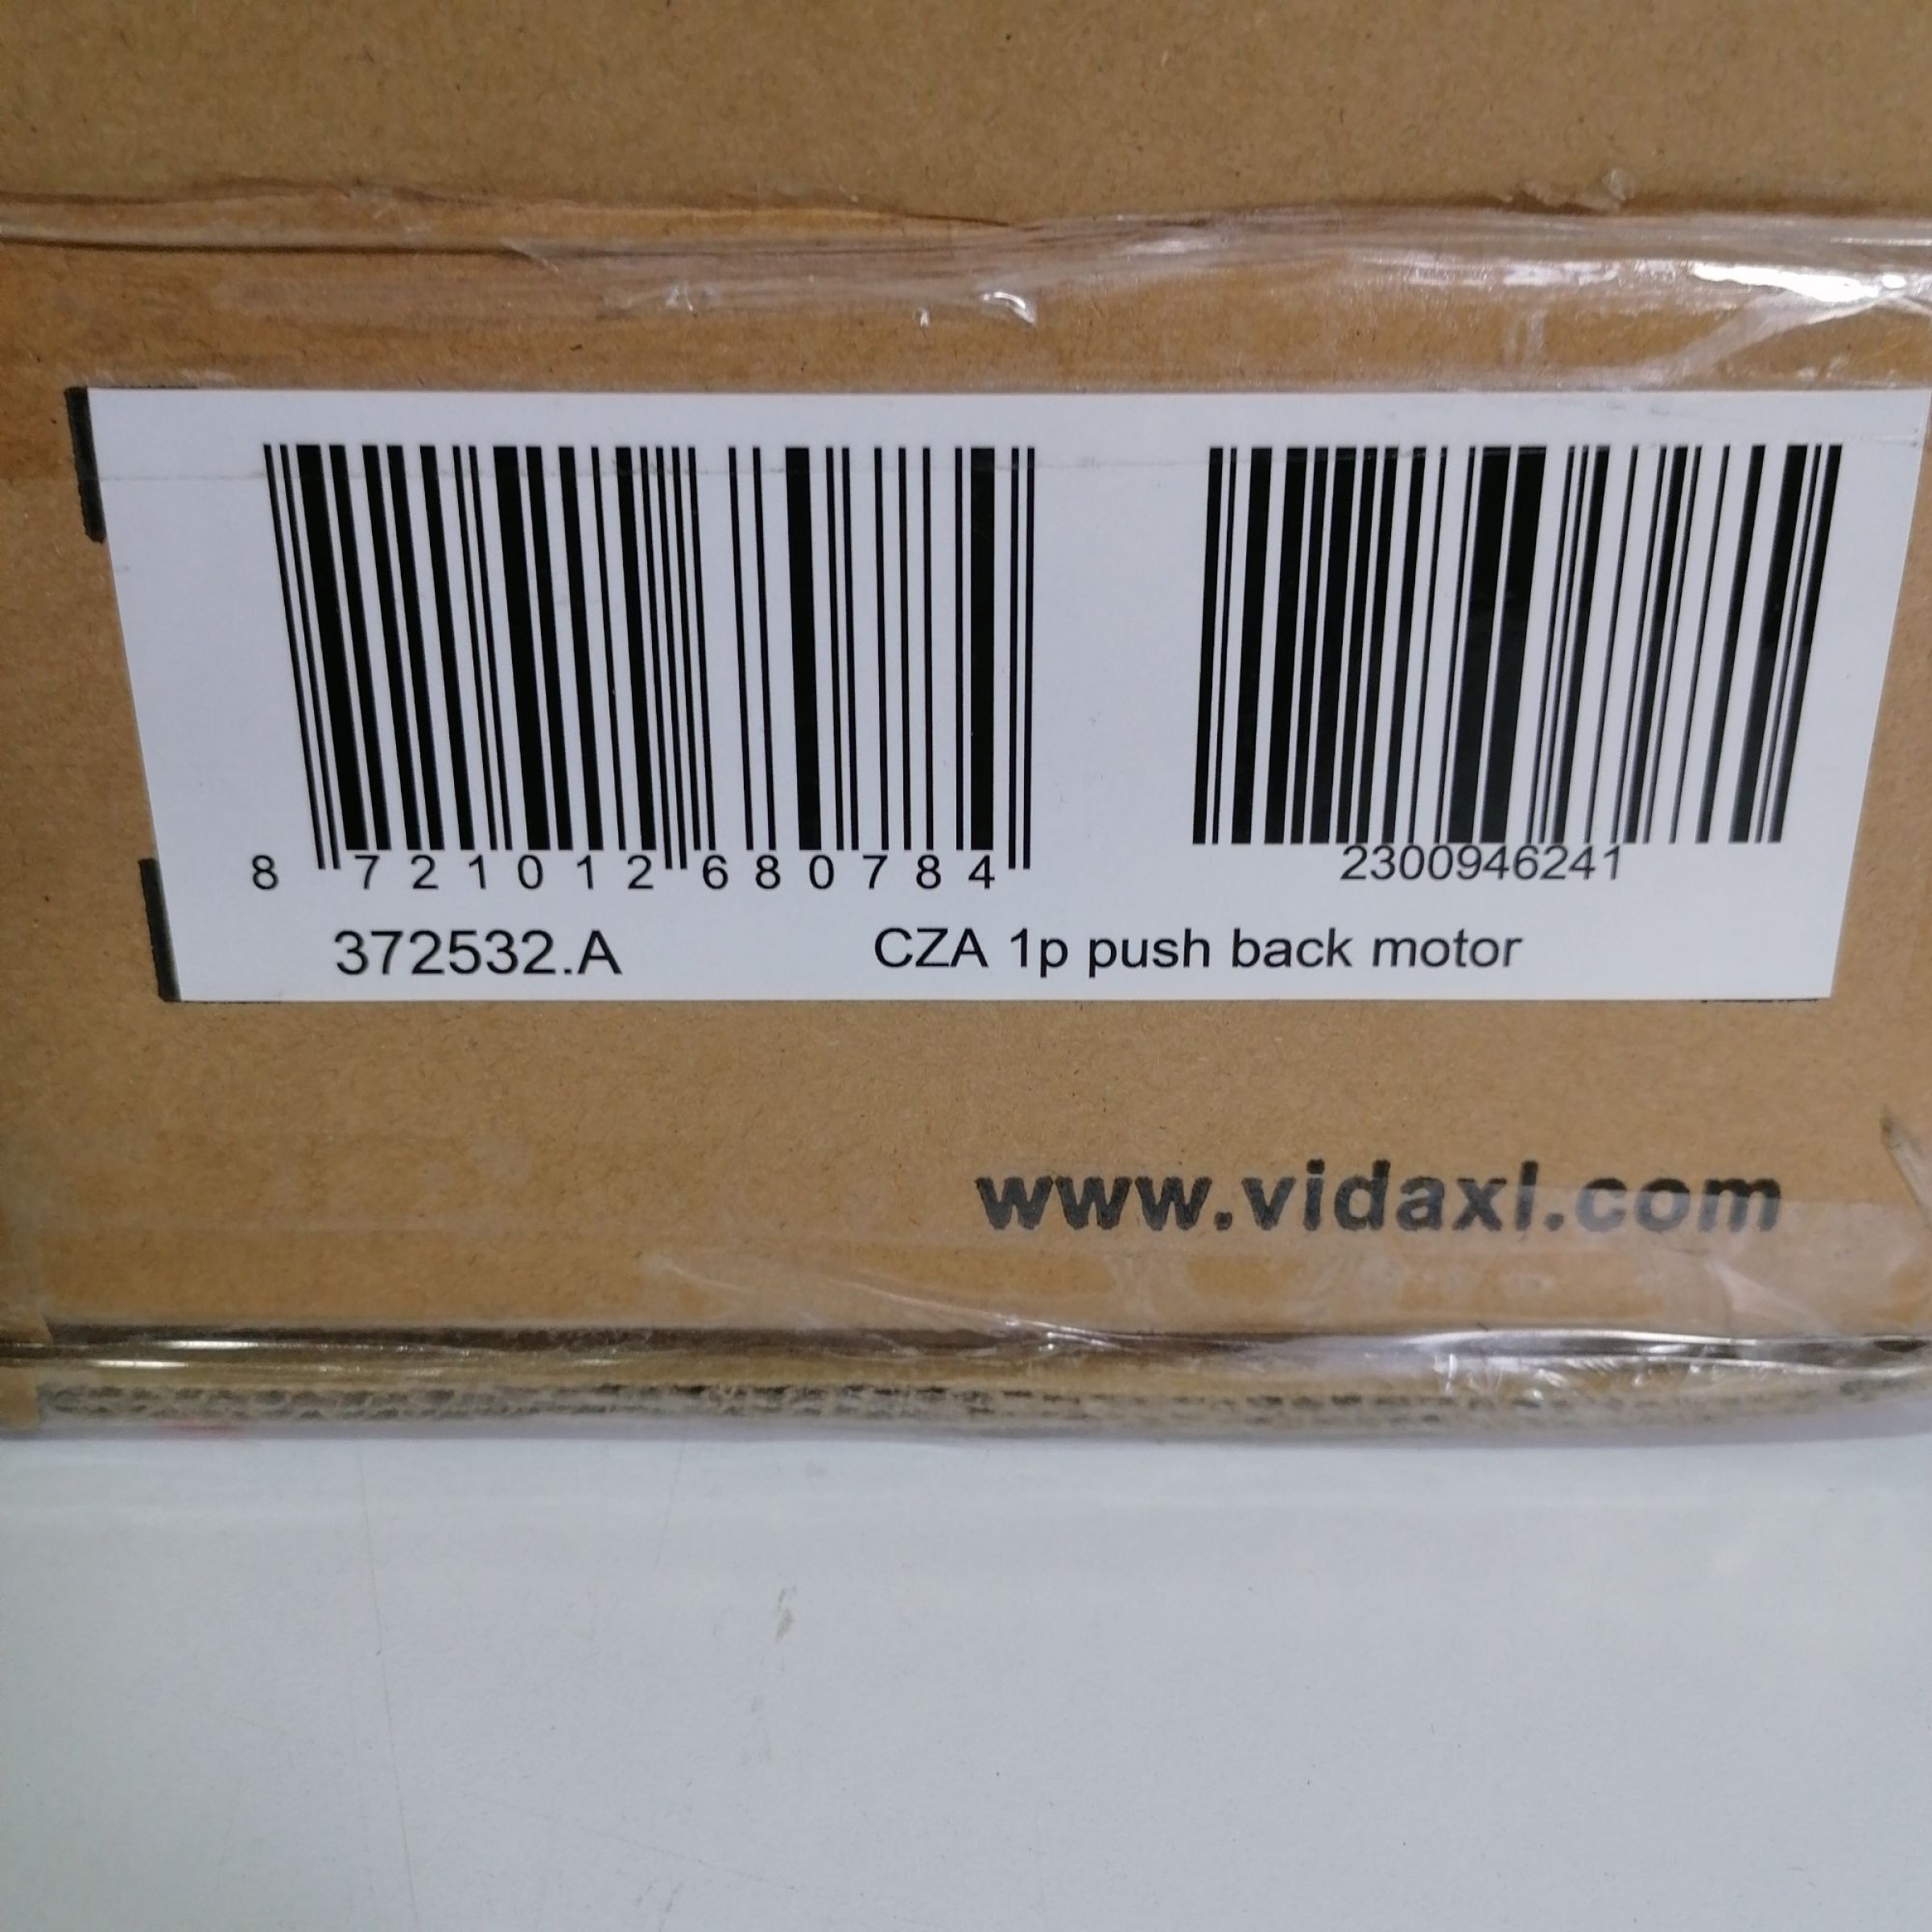 8 721012 680784
2300946241
372532.A
CZA 1p push back motor
www.vidaxl.com